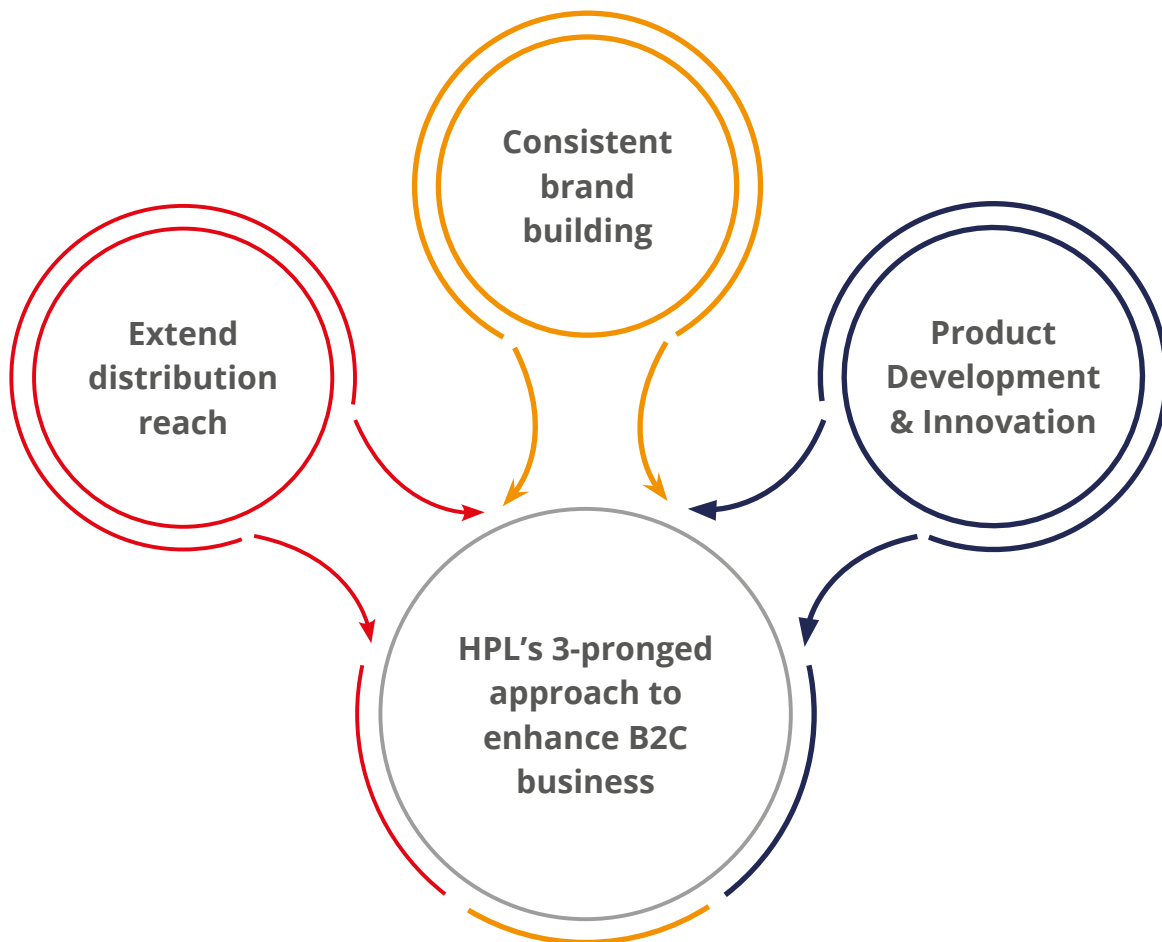 Consistent
brand
building
Extend
distribution
reach
Product
Development
& Innovation
HPL’s 3-pronged
approach to
enhance B2C
business